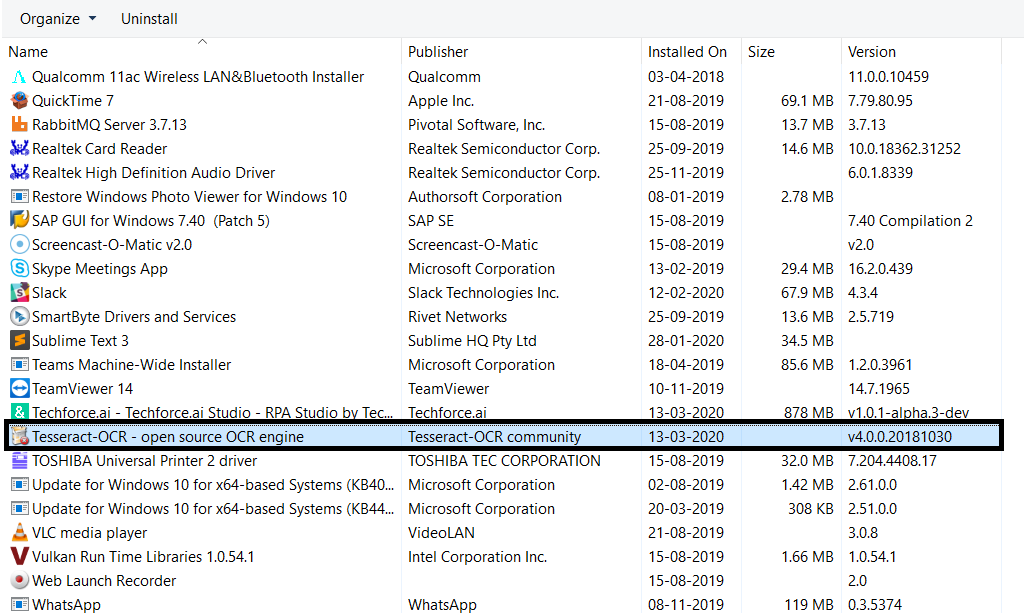 Organize Uninstall
Name Publisher Installed On Size Version
Qualcomm 11ac Wireless LAN&Bluetooth Installer Qualcomm 03-04-2018 11.0.0.10459
QuickTime 7 Apple Inc. 21-08-2019 69.1 MB 7.79.80.95
RabbitMQ Server 3.7.13 Pivotal Software, Inc. 15-08-2019 13.7 MB 3.7.13
Realtek Card Reader Realtek Semiconductor Corp. 25-09-2019 14.6 MB 10.0.18362.31252
Realtek High Definition Audio Driver Realtek Semiconductor Corp. 25-11-2019 6.0.1.8339
Restore Windows Photo Viewer for Windows 10 Authorsoft Corporation 08-01-2019 2.78 MB
SAP GUI for Windows 7.40 (Patch 5) SAP SE 15-08-2019 7.40 Compilation 2
Screencast-O-Matic v2.0 Screencast-O-Matic 15-08-2019 v2.0
Skype Meetings App Microsoft Corporation 13-02-2019 29.4 MB 16.2.0.439
Slack Slack Technologies Inc. 12-02-2020 67.9 MB 4.3.4
SmartByte Drivers and Services Rivet Networks 25-09-2019 13.6 MB 2.5.719
Sublime Text 3 Sublime HQ Pty Ltd 28-01-2020 34.5 MB
Teams Machine-Wide Installer Microsoft Corporation 18-04-2019 85.6 MB 1.2.0.3961
TeamViewer 14 TeamViewer 10-11-2019 14.7.1965
Techforce.ai - Techforce.ai Studio - RPA Studio by Tec... Techforce.ai 13-03-2020 878 MB v1.0.1-alpha.3-dev
Tesseract-OCR - open source OCR engine Tesseract-OCR community 13-03-2020 v4.0.0.20181030
TOSHIBA Universal Printer 2 driver TOSHIBA TEC CORPORATION 15-08-2019 32.0 MB 7.204.4408.17
Update for Windows 10 for x64-based Systems (KB40... Microsoft Corporation 02-08-2019 1.42 MB 2.61.0.0
Update for Windows 10 for x64-based Systems (KB44... Microsoft Corporation 20-03-2019 308 KB 2.51.0.0
VLC media player VideoLAN 21-08-2019 3.0.8
Vulkan Run Time Libraries 1.0.54.1 Intel Corporation Inc. 15-08-2019 1.66 MB 1.0.54.1
Web Launch Recorder 15-08-2019 2.0
WhatsApp WhatsApp 08-11-2019 119 MB 0.3.5374